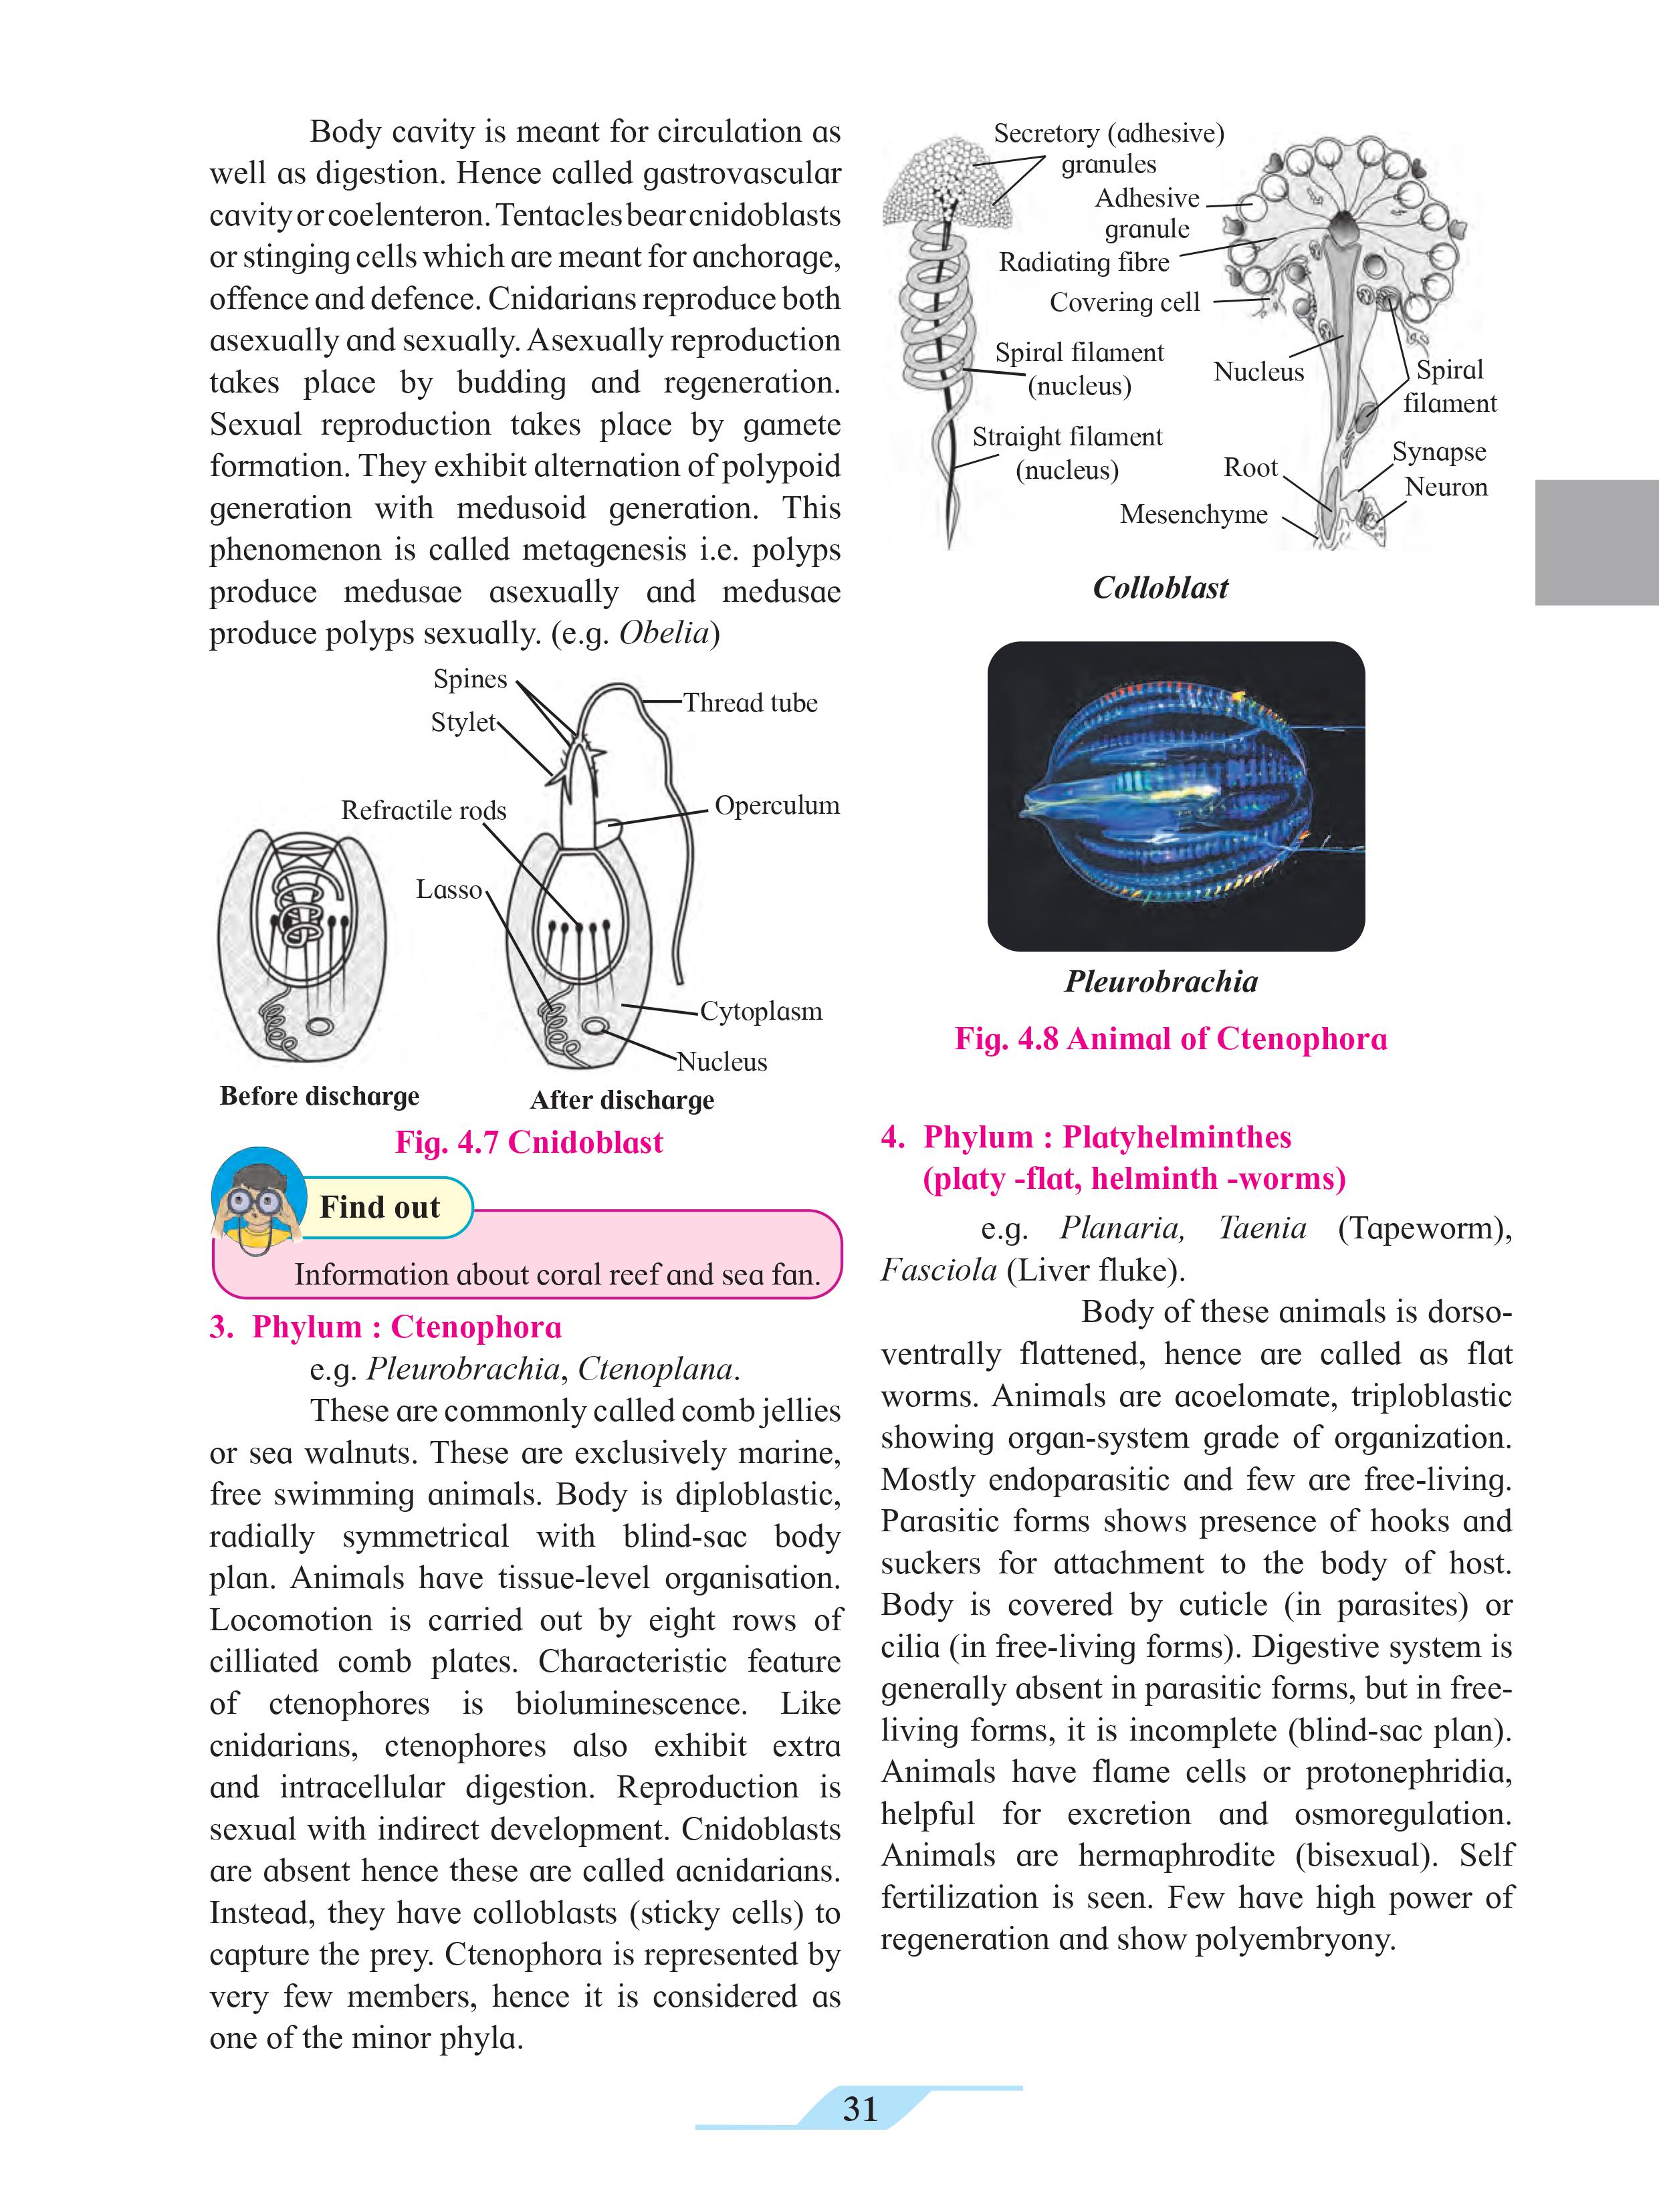 Body cavity is meant for circulation as
well as digestion. Hence called gastrovascular
cavity or coelenteron. Tentacles bear cnidoblasts
or stinging cells which are meant for anchorage,
offence and defence. Cnidarians reproduce both
asexually and sexually. Asexually reproduction
takes place by budding and regeneration.
Sexual reproduction takes place by gamete
formation. They exhibit alternation of polypoid
generation with medusoid generation. This
phenomenon is called metagenesis i.e. polyps
produce medusae asexually and medusae
produce polyps sexually. (e.g. Obelia)
Spines
Stylet
Thread tube
Refractile rods
Operculum
Lasso
Cytoplasm
Nucleus
Before discharge
After discharge
Fig. 4.7 Cnidoblast
Find out
Information about coral reef and sea fan.
3. Phylum : Ctenophora
e.g. Pleurobrachia, Ctenoplana.
These are commonly called comb jellies
or sea walnuts. These are exclusively marine,
free swimming animals. Body is diploblastic,
radially symmetrical with blind-sac body
plan. Animals have tissue-level organisation.
Locomotion is carried out by eight rows of
cilliated comb plates. Characteristic feature
of ctenophores is bioluminescence. Like
cnidarians, ctenophores also exhibit extra
and intracellular digestion. Reproduction is
sexual with indirect development. Cnidoblasts
are absent hence these are called acnidarians.
Instead, they have colloblasts (sticky cells) to
capture the prey. Ctenophora is represented by
very few members, hence it is considered as
one of the minor phyla.
Secretory (adhesive)
granules
Adhesive
granule
Radiating fibre
Covering cell
Spiral filament
(nucleus)
Nucleus
Spiral
filament
Straight filament
(nucleus)
Root
Synapse
Neuron
Mesenchyme
Colloblast
Pleurobrachia
Fig. 4.8 Animal of Ctenophora
4. Phylum : Platyhelminthes
(platy -flat, helminth -worms)
e.g. Planaria, Taenia (Tapeworm),
Fasciola (Liver fluke).
Body of these animals is dorso-
ventrally flattened, hence are called as flat
worms. Animals are acoelomate, triploblastic
showing organ-system grade of organization.
Mostly endoparasitic and few are free-living.
Parasitic forms shows presence of hooks and
suckers for attachment to the body of host.
Body is covered by cuticle (in parasites) or
cilia (in free-living forms). Digestive system is
generally absent in parasitic forms, but in free-
living forms, it is incomplete (blind-sac plan).
Animals have flame cells or protonephridia,
helpful for excretion and osmoregulation.
Animals are hermaphrodite (bisexual). Self
fertilization is seen. Few have high power of
regeneration and show polyembryony.
31